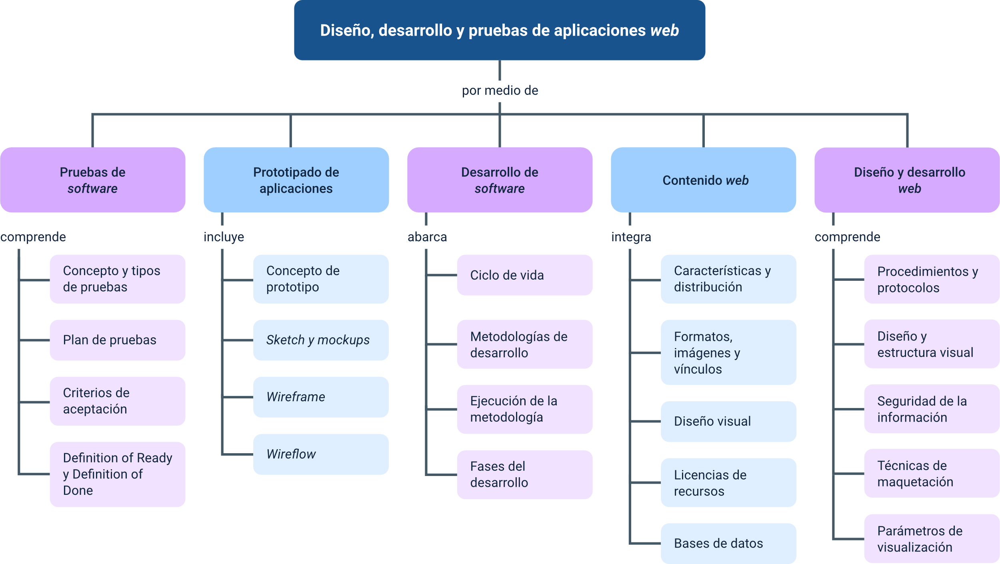 Diseño, desarrollo y pruebas de aplicaciones web
por medio de
Pruebas de
software
comprende
Concepto y tipos
de pruebas
Plan de pruebas
Criterios de
aceptación
Definition of Ready
y Definition of
Done
Prototipado de
aplicaciones
incluye
Concepto de
prototipo
Sketch y mockups
Wireframe
Wireflow
Desarrollo de
software
abarca
Ciclo de vida
Metodologías de
desarrollo
Ejecución de la
metodología
Fases del
desarrollo
Contenido web
integra
Características y
distribución
Formatos,
imágenes y
vínculos
Diseño visual
Licencias de
recursos
Bases de datos
Diseño y desarrollo
web
comprende
Procedimientos y
protocolos
Diseño y
estructura visual
Seguridad de la
información
Técnicas de
maquetación
Parámetros de
visualización